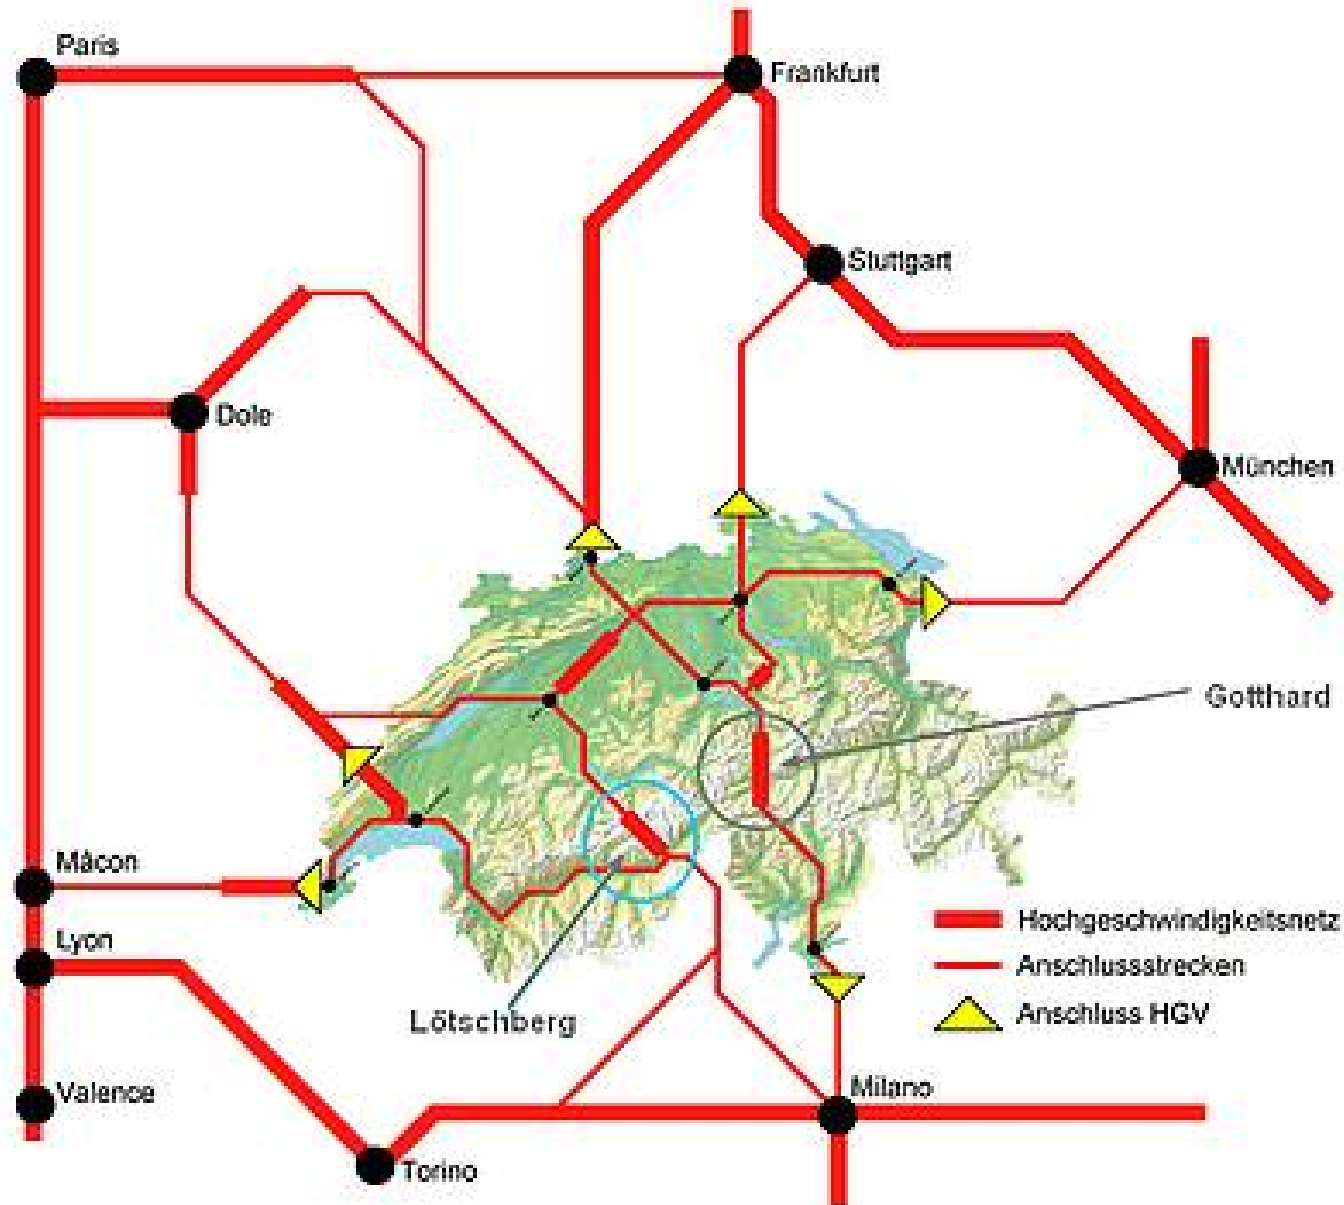 Paris
Frankfurt
Stuttgart
Dole
München
Gotthard
Mâcon
Hochgeschwindigkeitsnetz
Lyon
Anschlussstrecken
Anschluss HGV
Lötschberg
Valence
Milano
Torino